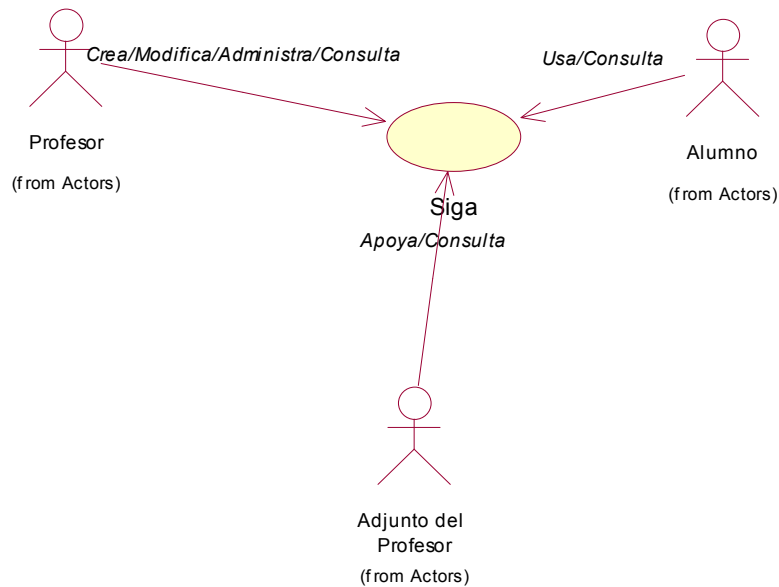 Crea/Modifica/Administra/Consulta
Usa/Consulta
Profesor
(from Actors)
Alumno
(from Actors)
Siga
Apoya/Consulta
Adjunto del
Profesor
(from Actors)